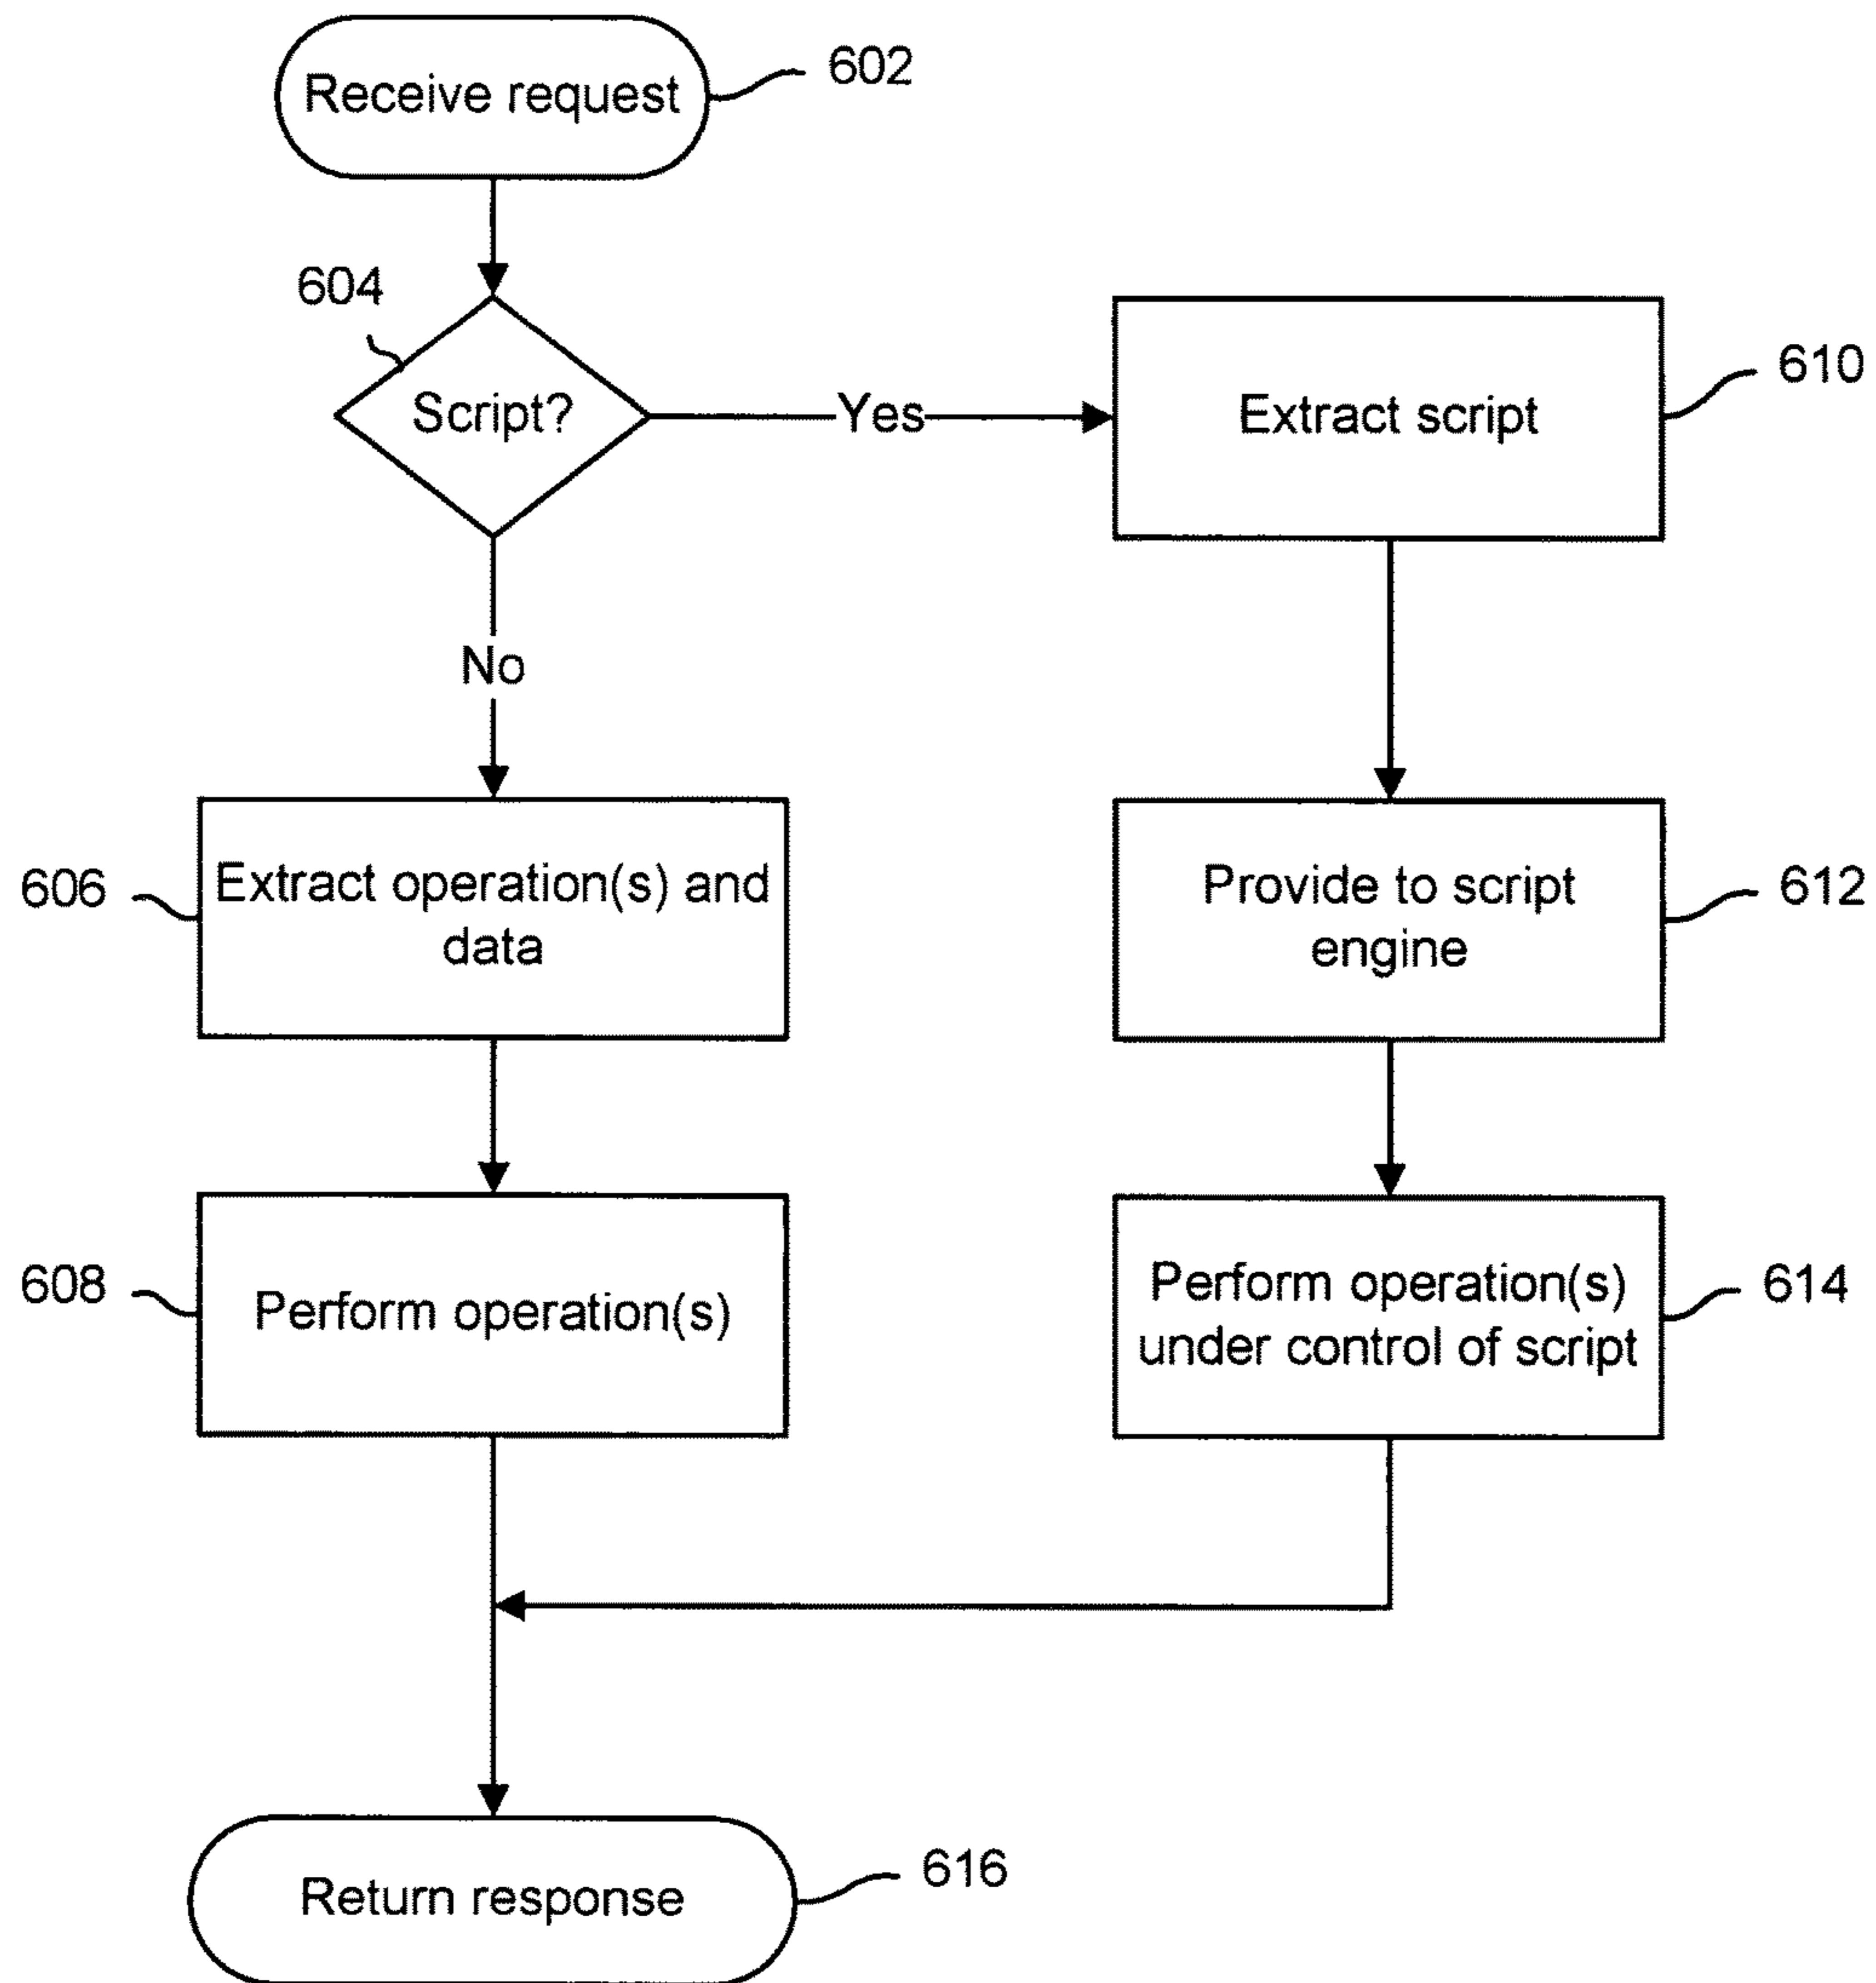 Receive request
602
604
Script?
Yes
Extract script
610
No
606
Extract operation(s) and
data
Provide to script
engine
612
608
Perform operation(s)
Perform operation(s)
under control of script
614
Return response
616